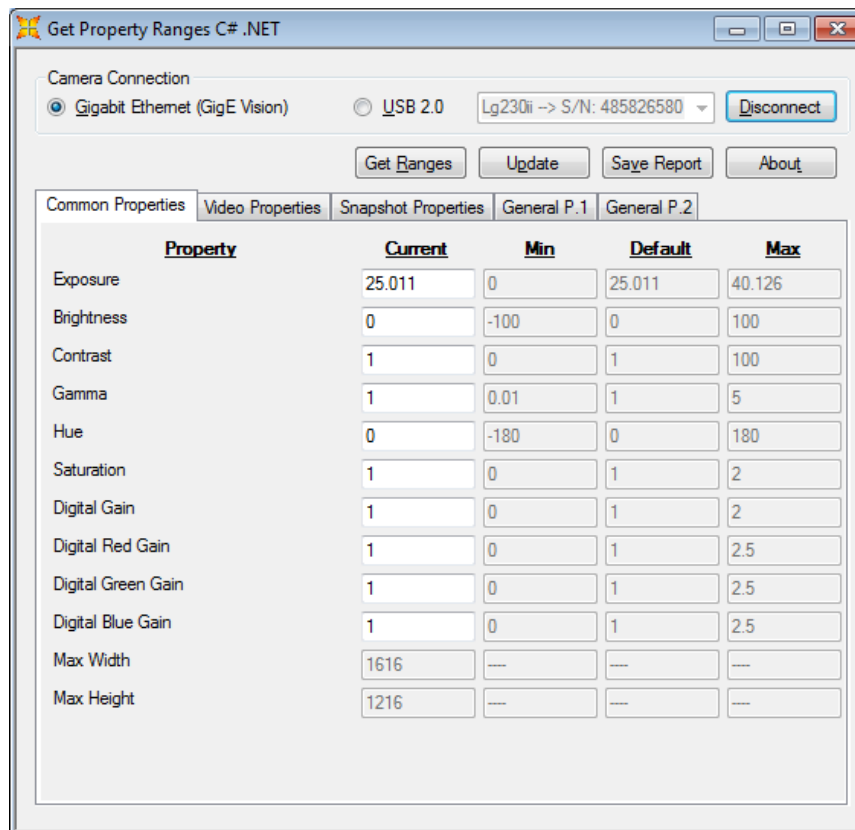 Get Property Ranges C# .NET
Camera Connection
Gigabit Ethernet (GigE Vision) USB 2.0 Lg230ii --> S/N: 485826580 Disconnect
Get Ranges Update Save Report About
Common Properties Video Properties Snapshot Properties General P.1 General P.2
Property Current Min Default Max
Exposure 25.011 0 25.011 40.126
Brightness 0 -100 0 100
Contrast 1 0 1 100
Gamma 1 0.01 1 5
Hue 0 -180 0 180
Saturation 1 0 1 2
Digital Gain 1 0 1 2
Digital Red Gain 1 0 1 2.5
Digital Green Gain 1 0 1 2.5
Digital Blue Gain 1 0 1 2.5
Max Width 1616 ---- ---- ----
Max Height 1216 ---- ---- ----